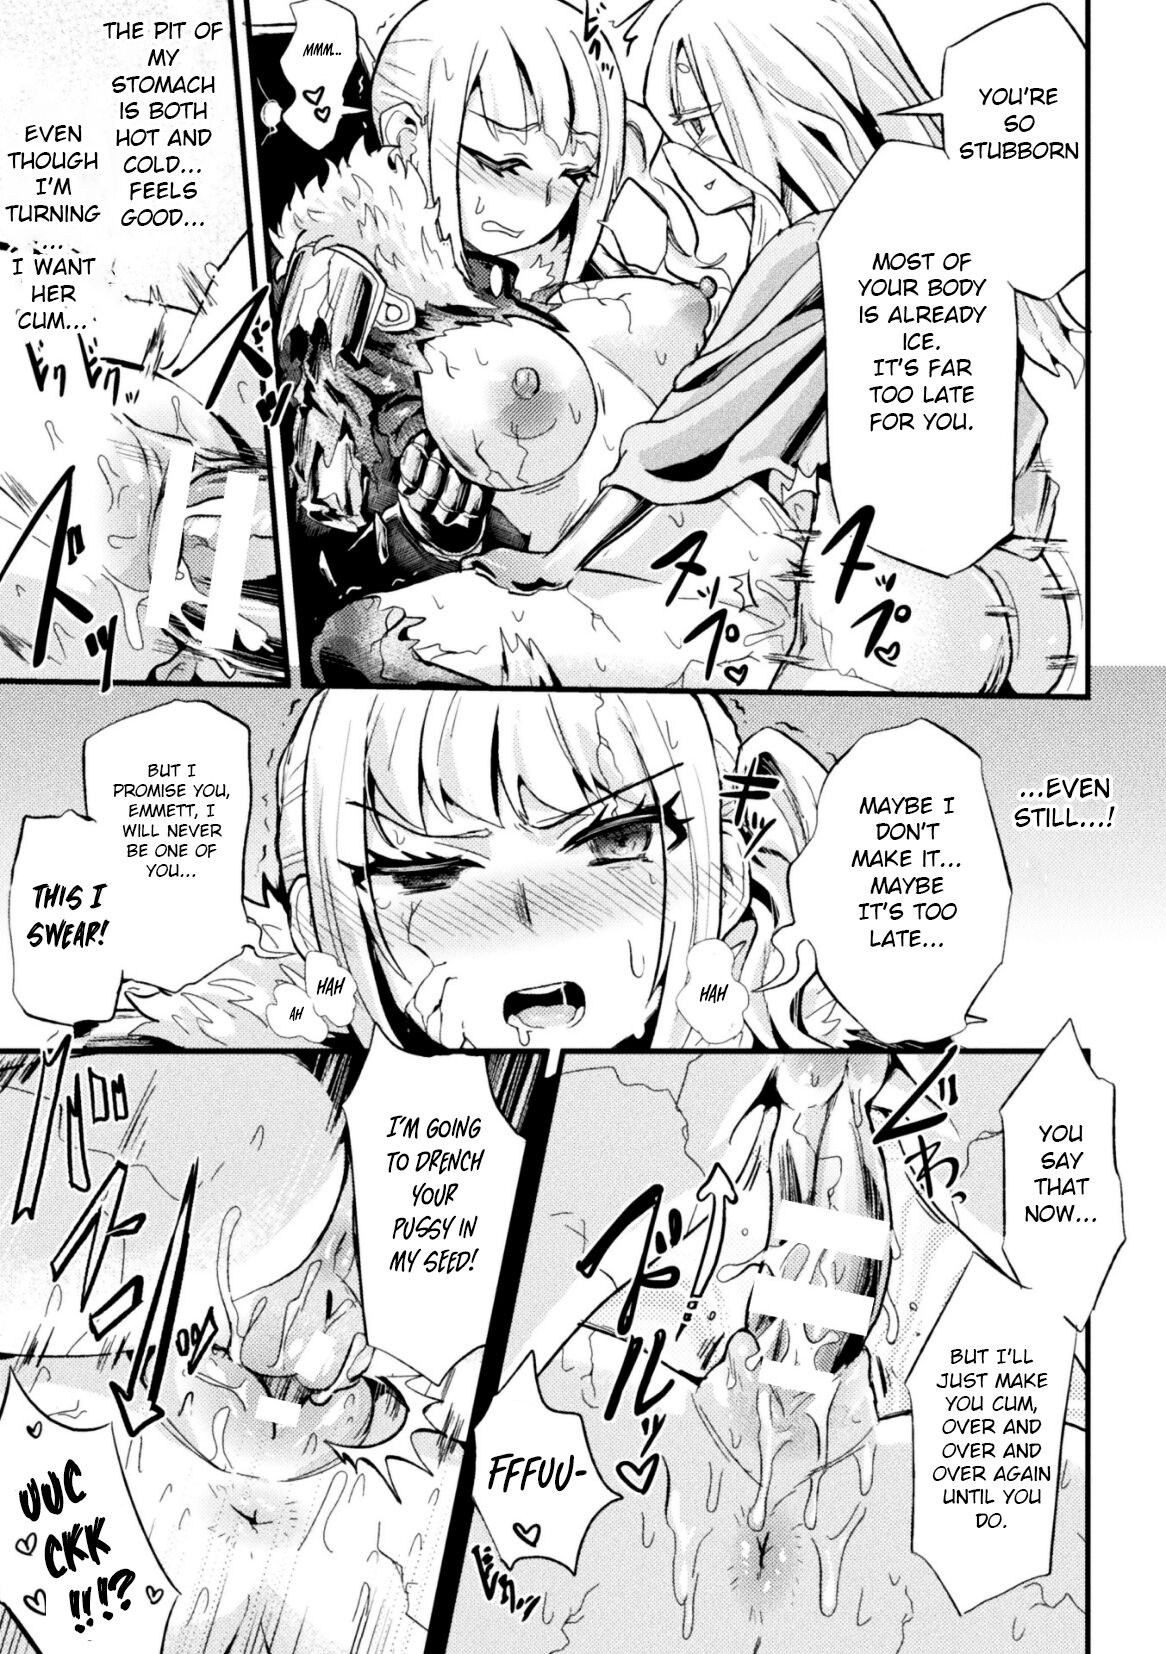 YOU'RE
SO
STUBBORN
MOST OF
YOUR BODY
IS ALREADY
ICE.
IT'S FAR
TOO LATE
FOR YOU.
MMM...
THE PIT OF
MY
STOMACH
IS BOTH
HOT AND
COLD...
FEELS
GOOD...
EVEN
THOUGH
I'M
TURNING
...
I WANT
HER
CUM...
...EVEN
STILL...!
MAYBE I
DON'T
MAKE IT...
MAYBE
IT'S TOO
LATE...
HAH
HAH
AH
BUT I
PROMISE YOU,
EMMETT, I
WILL NEVER
BE ONE OF
YOU...
THIS I
SWEAR!
YOU
SAY
THAT
NOW...
BUT I'LL
JUST MAKE
YOU CUM,
OVER AND
OVER AND
OVER AGAIN
UNTIL YOU
DO.
FFFUU-
I'M GOING
TO DRENCH
YOUR
PUSSY IN
MY SEED!
UUC
CKK
!!!?